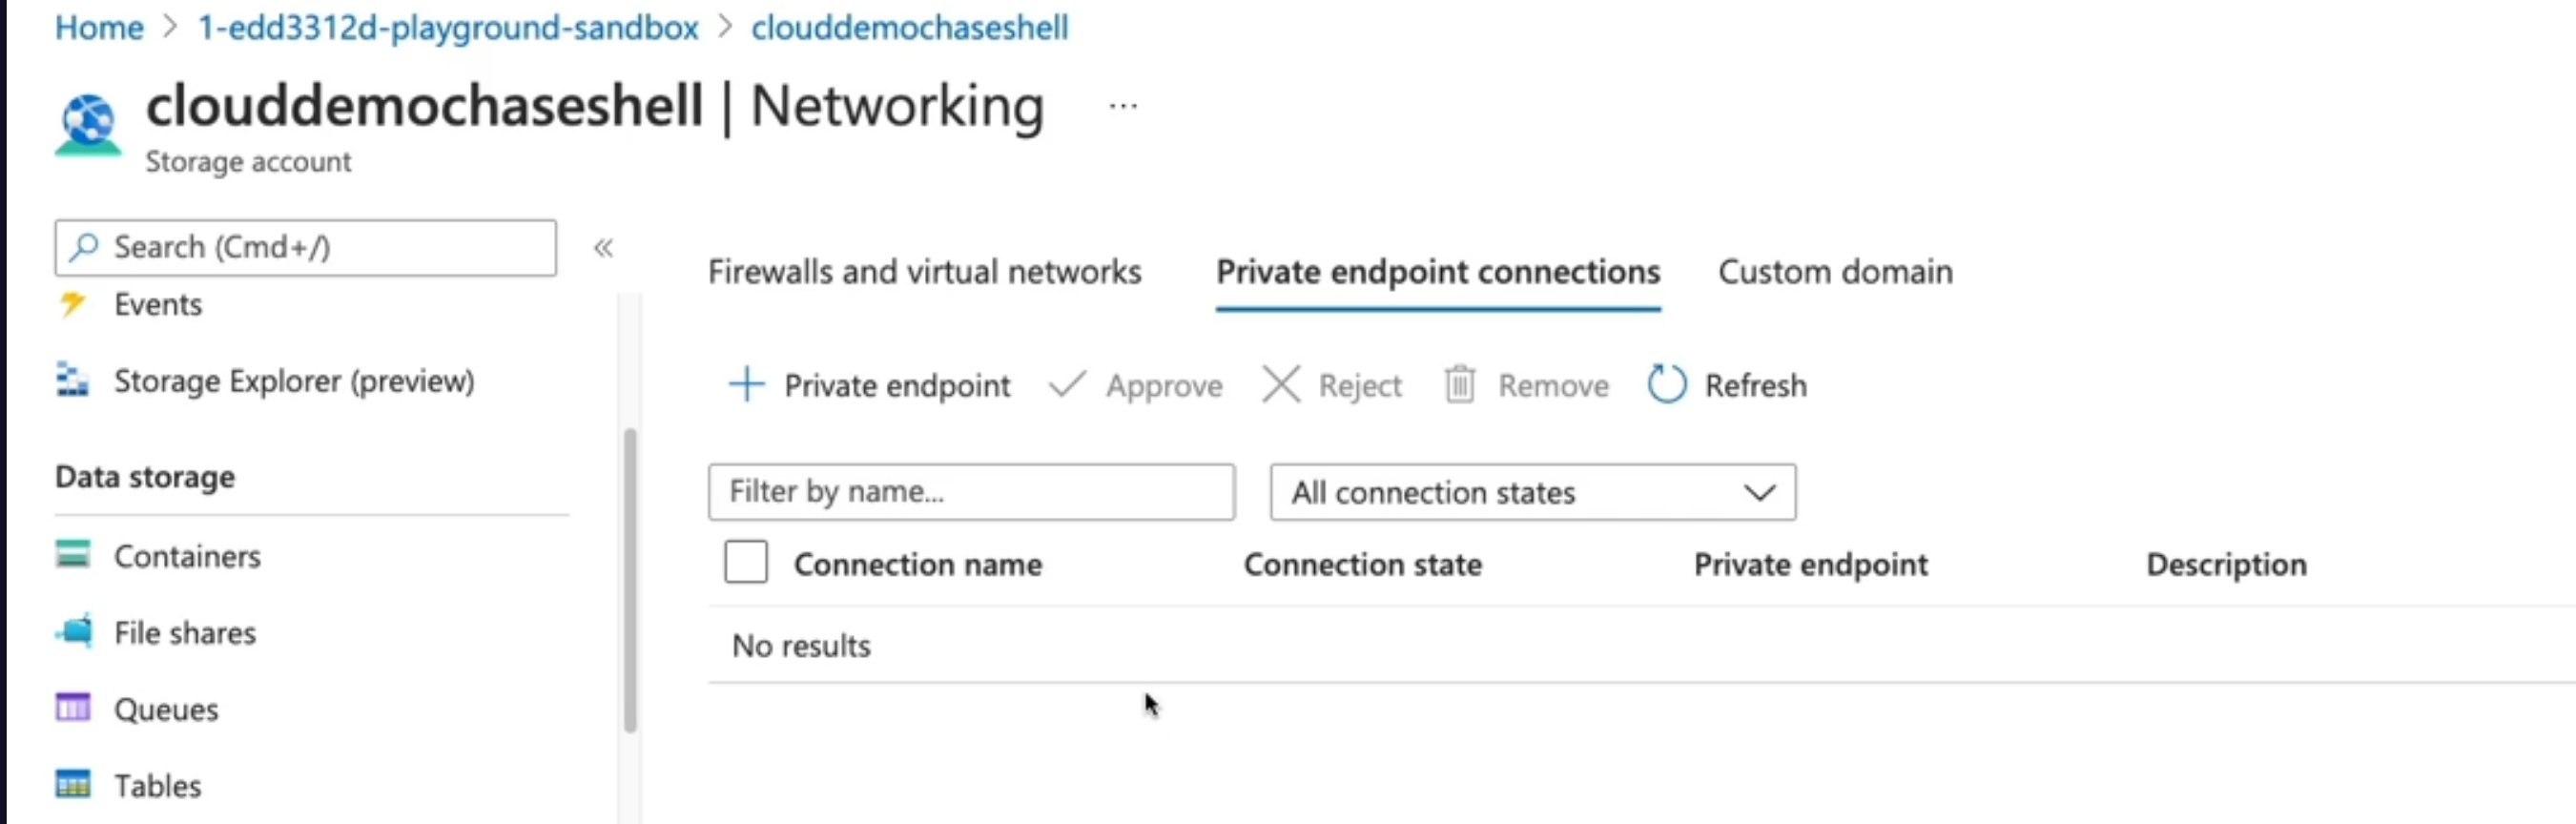 Home > 1-edd3312d-playground-sandbox > clouddemochaseshell
clouddemochaseshell | Networking ...
Storage account
Search (Cmd+/)
«
Events
Storage Explorer (preview)
Data storage
Containers
File shares
Queues
Tables
Firewalls and virtual networks Private endpoint connections Custom domain
+ Private endpoint Approve Reject Remove Refresh
Filter by name... All connection states
Connection name Connection state Private endpoint Description
No results